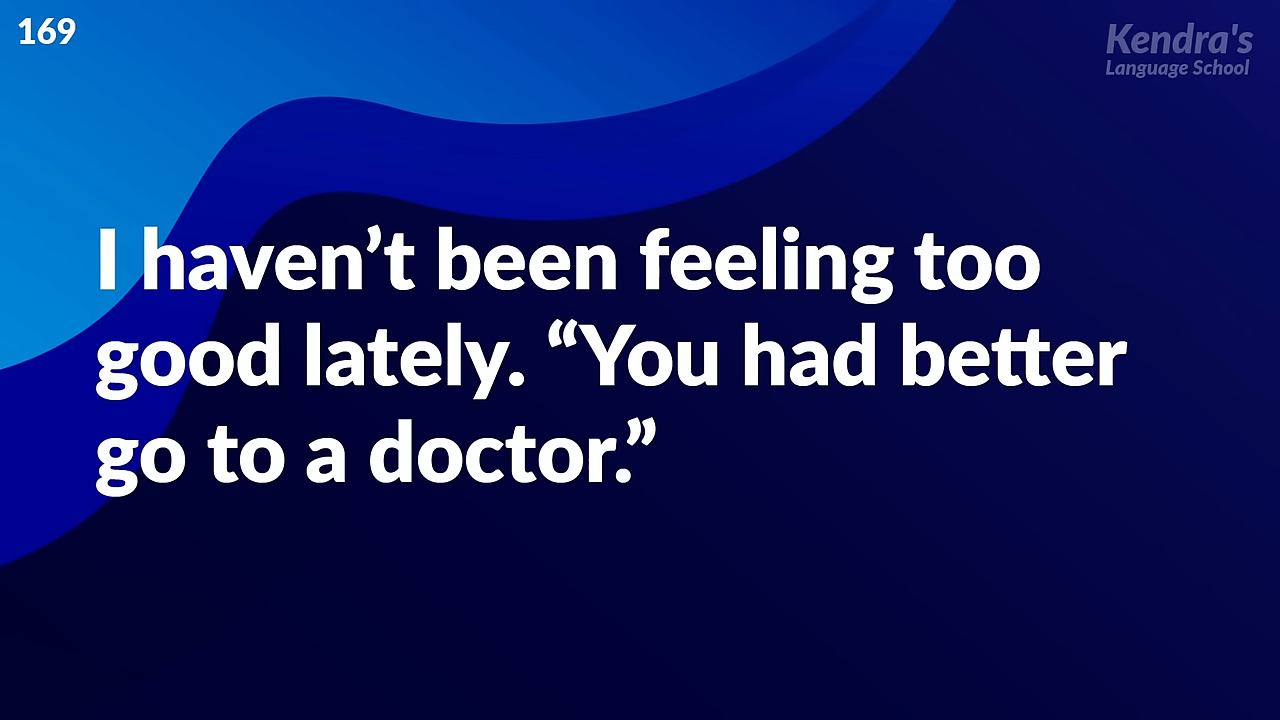 169
Kendra's
Language School
I haven’t been feeling too
good lately. “You had better
go to a doctor.”